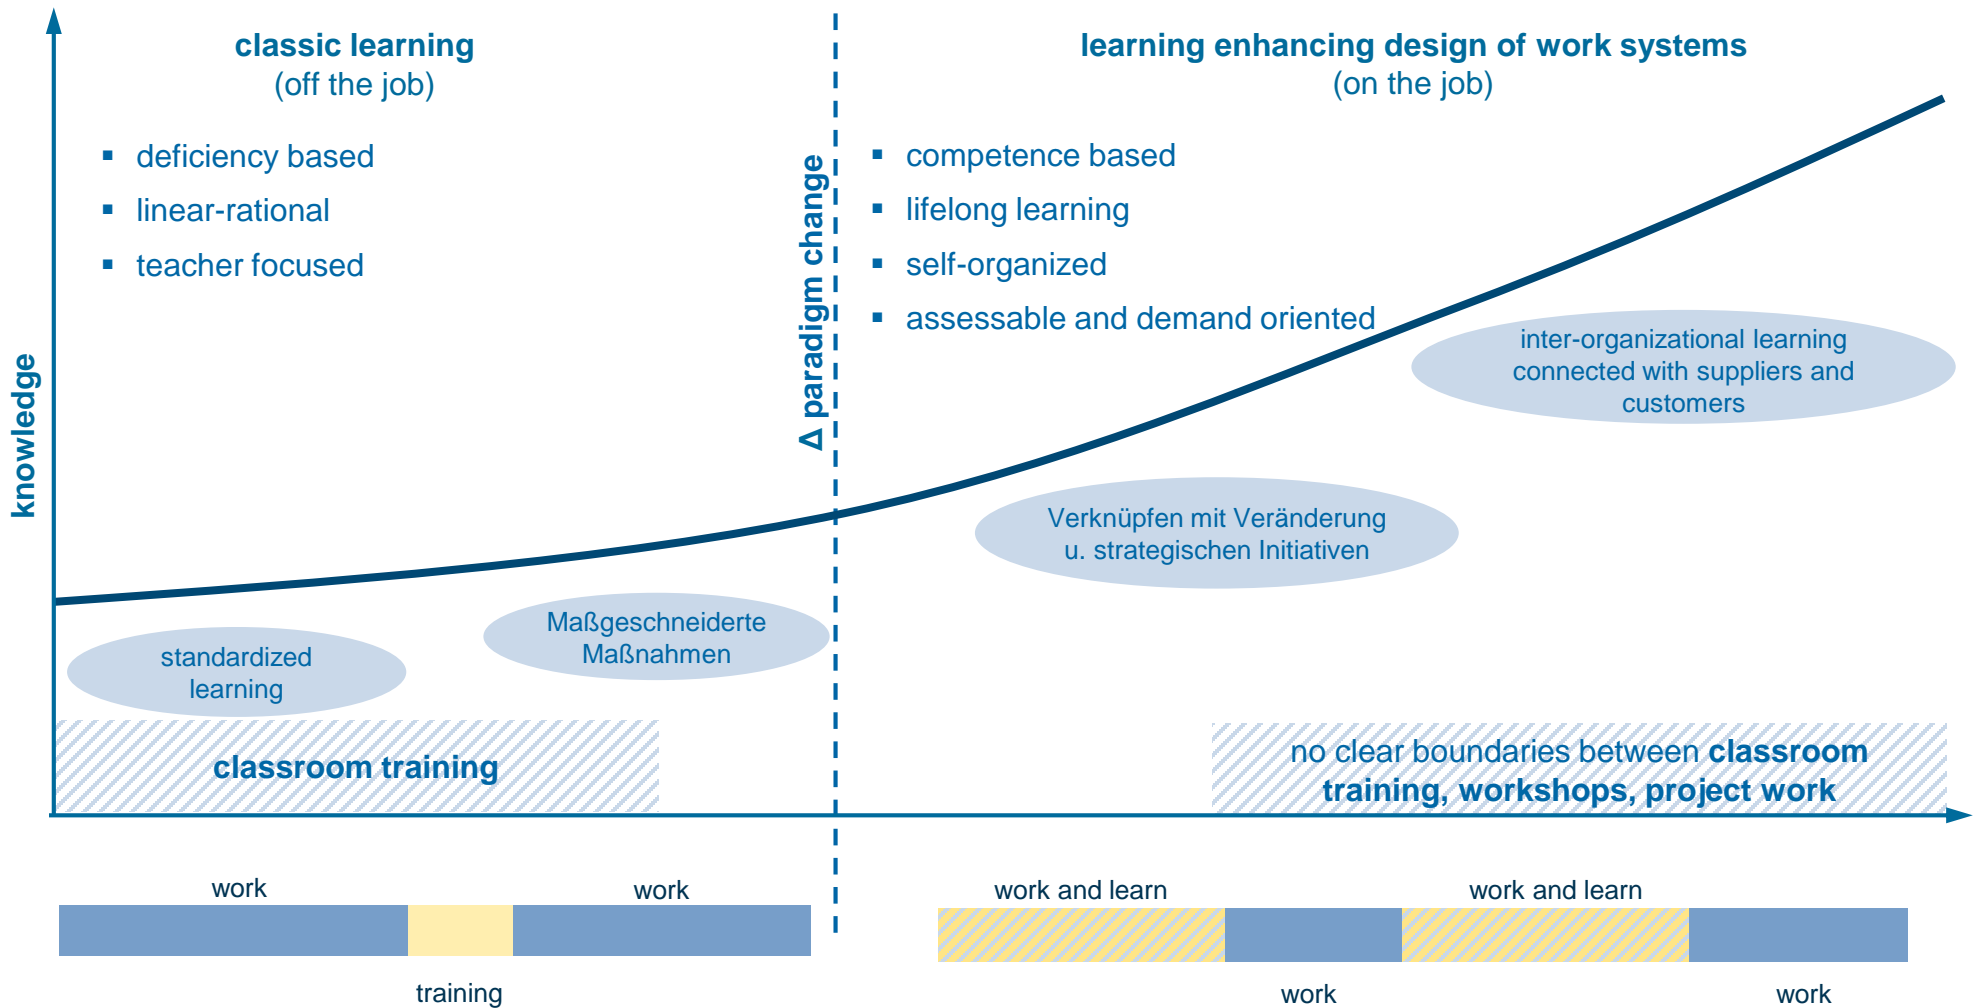 classic learning
(off the job)
▪ deficiency based
▪ linear-rational
▪ teacher focused
knowledge
Δ paradigm change
learning enhancing design of work systems
(on the job)
▪ competence based
▪ lifelong learning
▪ self-organized
▪ assessable and demand oriented
inter-organizational learning
connected with suppliers and
customers
Verknüpfen mit Veränderung
u. strategischen Initiativen
Maßgeschneiderte
Maßnahmen
standardized
learning
classroom training
no clear boundaries between classroom
training, workshops, project work
work
work
training
work and learn
work and learn
work
work